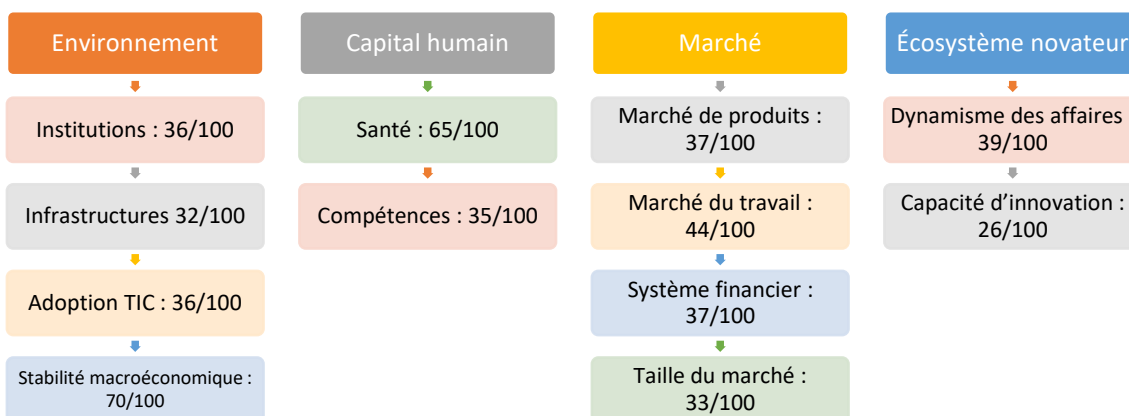 Environnement
Institutions : 36/100
Infrastructures 32/100
Adoption TIC : 36/100
Stabilité macroéconomique :
70/100
Capital humain
Santé : 65/100
Compétences : 35/100
Marché
Marché de produits :
37/100
Marché du travail :
44/100
Système financier :
37/100
Taille du marché :
33/100
Écosystème novateur
Dynamisme des affaires
39/100
Capacité d’innovation :
26/100